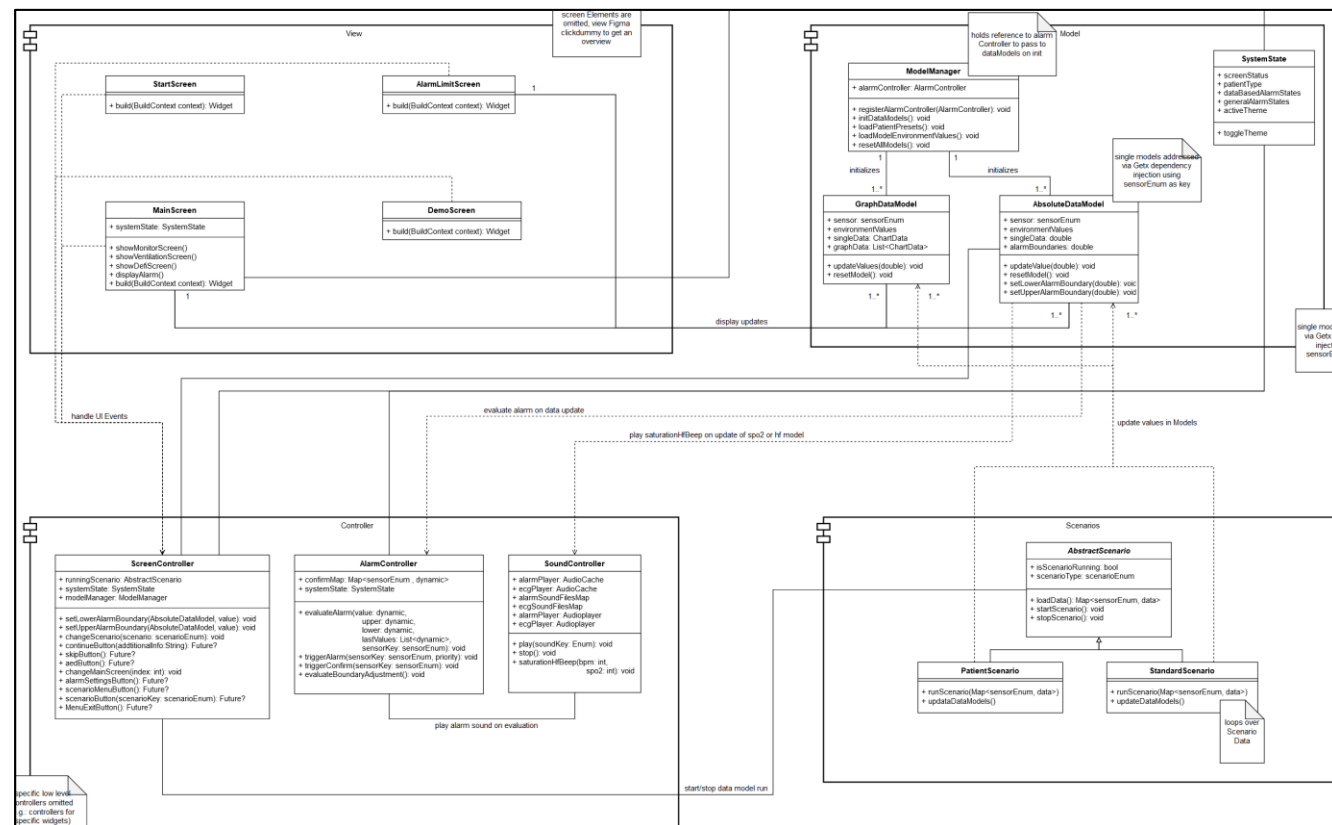 screen Elements are
omitted, view Figma
clickdummy to get an
overview
View
StartScreen
+ build(BuildContext context): Widget
AlarmLimitScreen
+ build(BuildContext context): Widget
1
MainScreen
+ systemState: SystemState
+ showMonitorScreen()
+ showVentilationScreen()
+ showDefiScreen()
+ displayAlarm()
+ build(BuildContext context): Widget
1
DemoScreen
+ build(BuildContext context): Widget
holds reference to alarm
Controller to pass to
dataModels on init
Model
ModelManager
+ alarmController: AlarmController
+ registerAlarmController(AlarmController): void
+ initDataModels(): void
+ loadPatientPresets(): void
+ loadModelEnvironmentValues(): void
+ resetAllModels(): void
1
1
initializes
initializes
1..*
1..*
SystemState
+ screenStatus
+ patientType
+ dataBasedAlarmStates
+ generalAlarmStates
+ activeTheme
+ toggleTheme
single models addressed
via Getx dependency
injection using
sensorEnum as key
GraphDataModel
+ sensor: sensorEnum
+ environmentValues
+ singleData: ChartData
+ graphData: List<ChartData>
+ updateValues(double): void
+ resetModel(): void
1..*
1..*
AbsoluteDataModel
+ sensor: sensorEnum
+ environmentValues
+ singleData: double
+ alarmBoundaries: double
+ updateValue(double): void
+ resetModel(): void
+ setLowerAlarmBoundary(double): void
+ setUpperAlarmBoundary(double): void
1..*
1..*
display updates
single mod
via Getx
inject
sensorE
handle UI Events
evaluate alarm on data update
play saturationHfBeep on update of spo2 or hf model
update values in Models
Controller
ScreenController
+ runningScenario: AbstractScenario
+ systemState: SystemState
+ modelManager: ModelManager
+ setLowerAlarmBoundary(AbsoluteDataModel, value): void
+ setUpperAlarmBoundary(AbsoluteDataModel, value): void
+ changeScenario(scenario: scenarioEnum): void
+ continueButton(additionalInfo:String): Future?
+ skipButton(): Future?
+ aedButton(): Future?
+ changeMainScreen(index: int): void
+ alarmSettingsButton(): Future?
+ scenarioMenuButton(): Future?
+ scenarioButton(scenarioKey: scenarioEnum): Future?
+ MenuExitButton(): Future?
AlarmController
+ confirmMap: Map<sensorEnum , dynamic>
+ systemState: SystemState
+ evaluateAlarm(value: dynamic,
upper: dynamic,
lower: dynamic,
lastValues: List<dynamic>,
sensorKey: sensorEnum): void
+ triggerAlarm(sensorKey: sensorEnum, priority): void
+ triggerConfirm(sensorKey: sensorEnum): void
+ evaluateBoundaryAdjustment(): void
SoundController
+ alarmPlayer: AudioCache
+ ecgPlayer: AudioCache
+ alarmSoundFilesMap
+ ecgSoundFilesMap
+ alarmPlayer: Audioplayer
+ ecgPlayer: Audioplayer
+ play(soundKey: Enum): void
+ stop(): void
+ saturationHfBeep(bpm: int,
spo2: int): void
play alarm sound on evaluation
Scenarios
AbstractScenario
+ isScenarioRunning: bool
+ scenarioType: scenarioEnum
+ loadData(): Map<sensorEnum, data>
+ startScenario(): void
+ stopScenario(): void
PatientScenario
+ runScenario(Map<sensorEnum, data>)
+ updataDataModels()
StandardScenario
+ runScenario(Map<sensorEnum, data>)
+ updateDataModels()
loops over
Scenario
Data
start/stop data model run
specific low level
ontrollers omitted
.g.: controllers for
specific widgets)